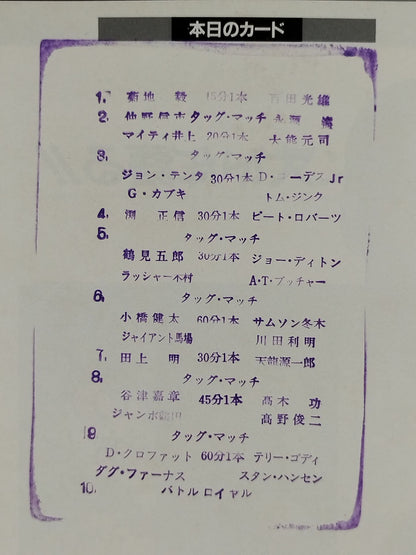 本日のカード
1. 菊地 毅 15分1本 百田光雄
2. 仲野信市 タッグ・マッチ 永源 遙
マイティ井上 20分1本 大熊元司
3. タッグ・マッチ
ジョン・テンタ 30分1本 D・ローデスJr
G・カブキ トム・ジンク
4. 渕 正信 30分1本 ピート・ロバーツ
5. タッグ・マッチ
鶴見五郎 30分1本 ジョー・ディトン
ラッシャー木村 A・T・ブッチャー
6. タッグ・マッチ
小橋健太 60分1本 サムソン冬木
ジャイアント馬場 川田利明
7. 田上 明 30分1本 天龍源一郎
8. タッグ・マッチ
谷津嘉章 45分1本 高木 功
ジャンボ鶴田 高野俊二
9 タッグ・マッチ
D・クロファット 60分1本 テリー・ゴディ
ダグ・ファーナス スタン・ハンセン
10. バトルロイヤル